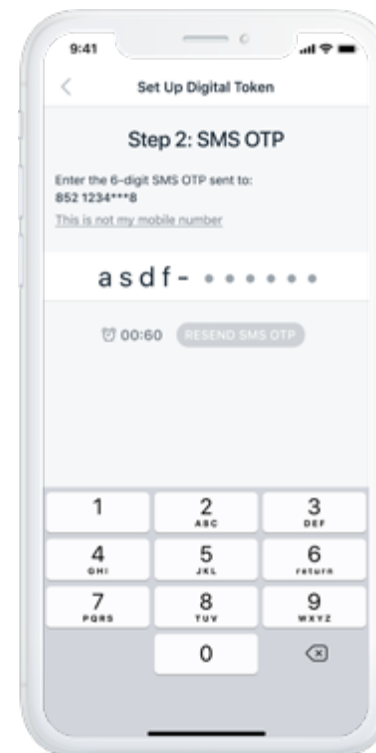 9:41
Set Up Digital Token
Step 2: SMS OTP
Enter the 6-digit SMS OTP sent to:
852 1234***8
This is not my mobile number
asdf-
00:60 RESEND SMS OTP
1 2 3
ABC DEF
4 5 6
GHI JKL return
7 8 9
PQRS TUV WXYZ
0